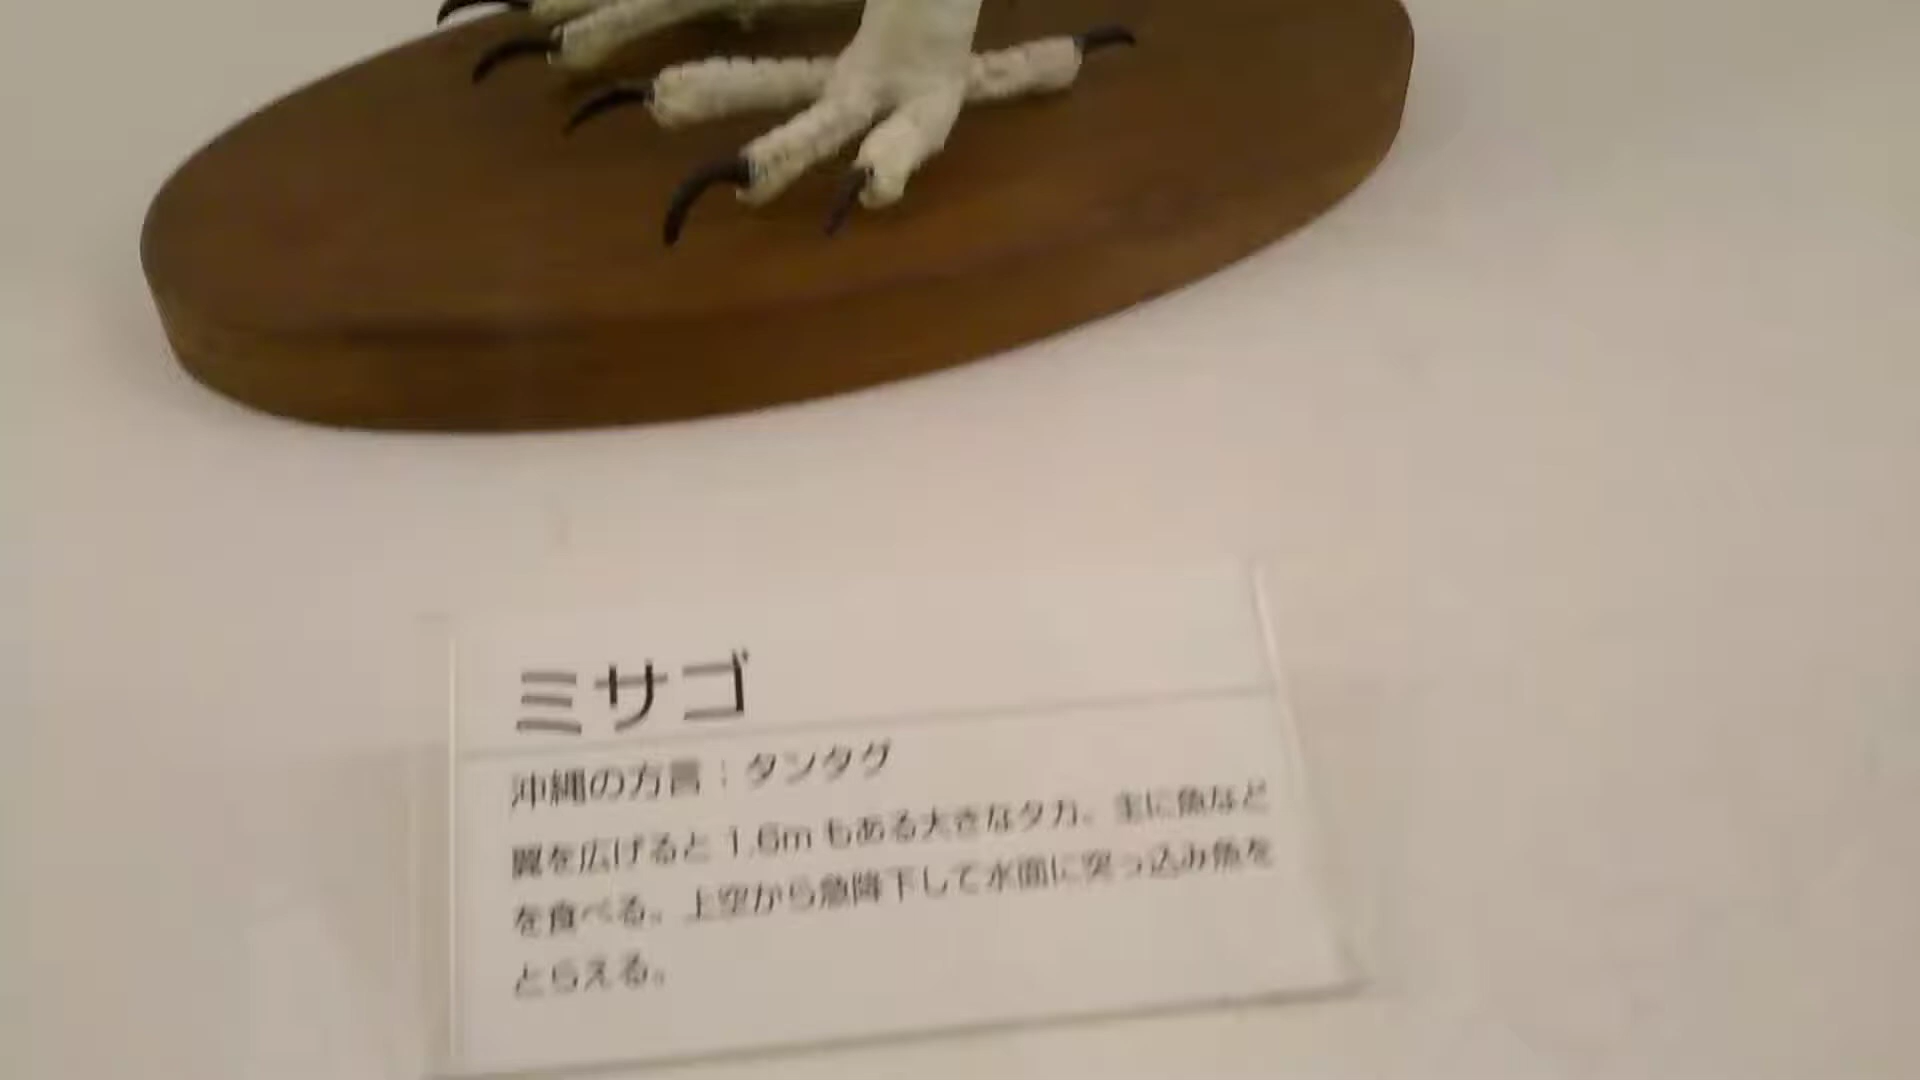 ミサゴ
沖縄の方言：タンタグ
翼を広げると 1.6m もある大きなタカ。主に魚など
を食べる。上空から急降下して水面に突っ込み魚を
とらえる。